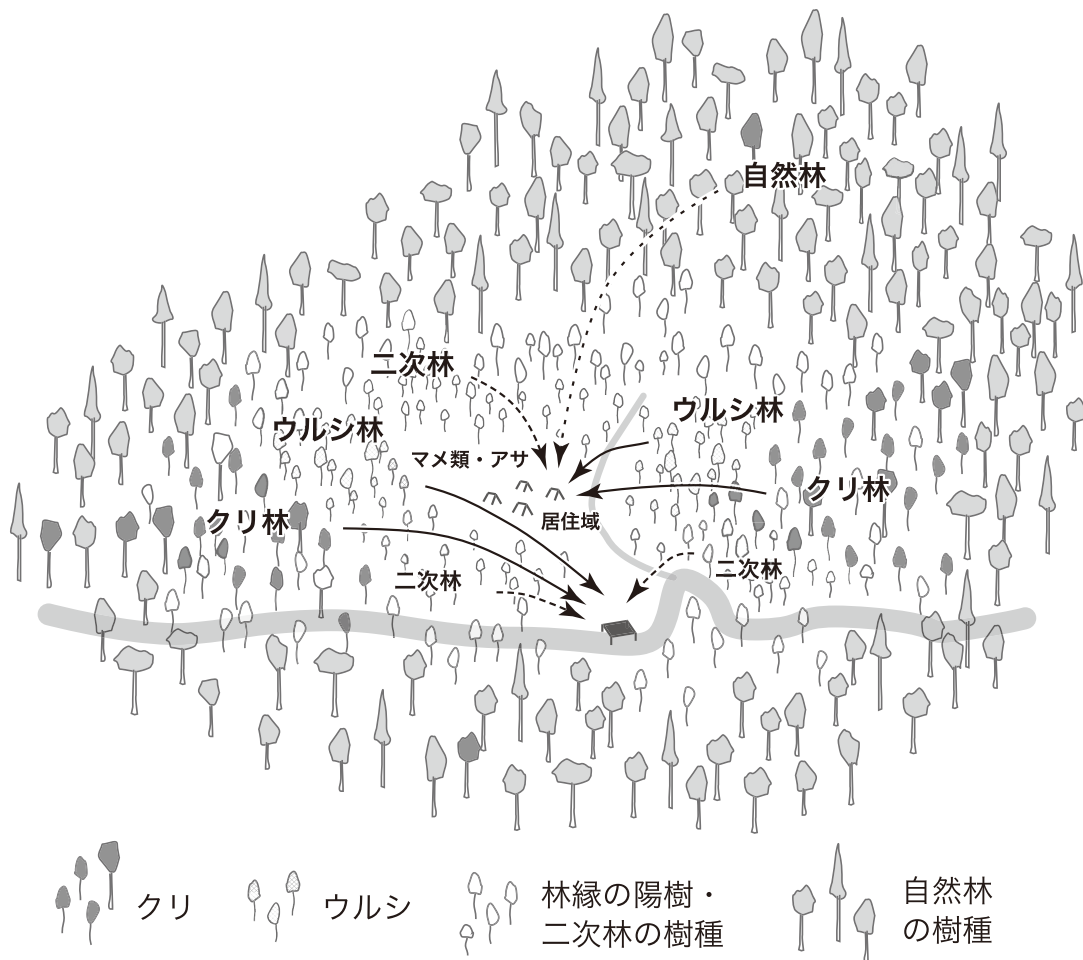 自然林
二次林
ウルシ林
ウルシ林
マメ類・アサ
クリ林
クリ林
居住域
二次林
二次林
クリ
ウルシ
林縁の陽樹・
二次林の樹種
自然林
の樹種